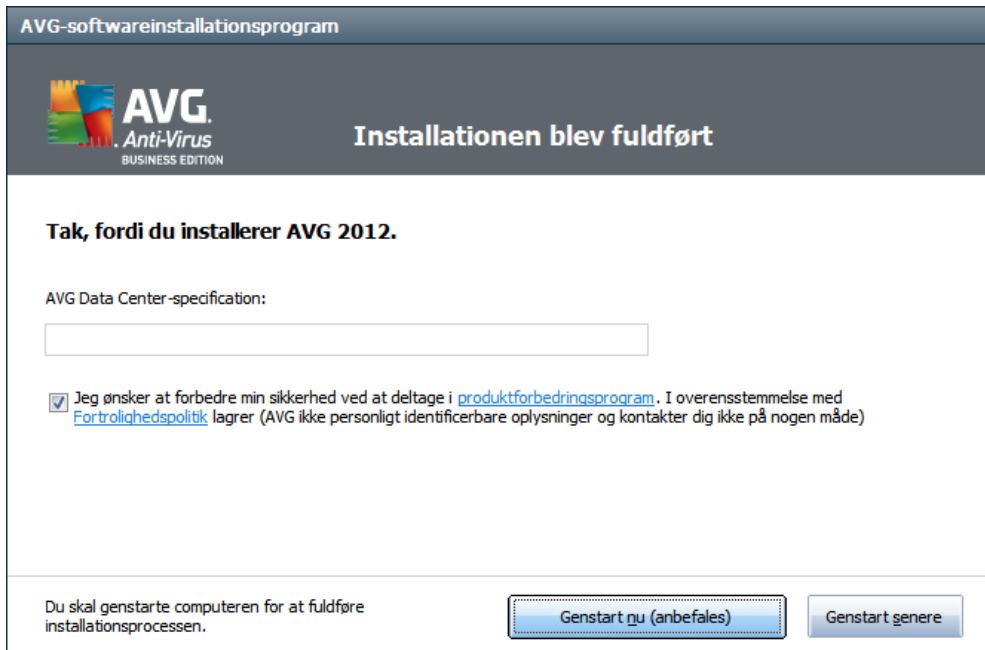 AVG-softwareinstallationsprogram
AVG.
Anti-Virus
BUSINESS EDITION
Installationen blev fuldført
Tak, fordi du installerer AVG 2012.
AVG Data Center-specification:
Jeg ønsker at forbedre min sikkerhed ved at deltage i produktforbedringsprogram. I overensstemmelse med
Fortrolighedspolitik lagrer (AVG ikke personligt identificerbare oplysninger og kontakter dig ikke på nogen måde)
Du skal genstarte computeren for at fuldføre
installationsprocessen.
Genstart nu (anbefales)
Genstart senere